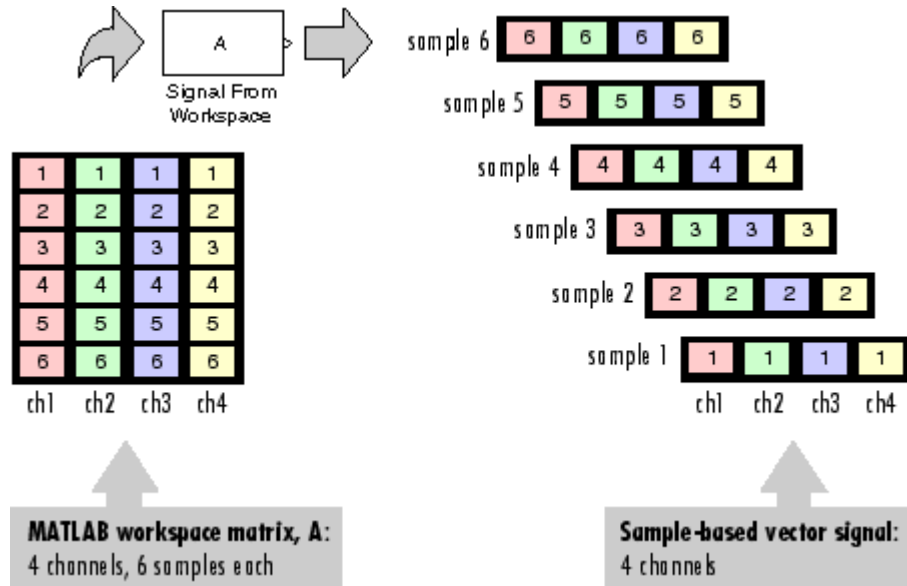 A
Signal From
Workspace
1 1 1 1
2 2 2 2
3 3 3 3
4 4 4 4
5 5 5 5
6 6 6 6
ch1 ch2 ch3 ch4
MATLAB workspace matrix, A:
4 channels, 6 samples each
sample 6 6 6 6 6
sample 5 5 5 5 5
sample 4 4 4 4 4
sample 3 3 3 3 3
sample 2 2 2 2 2
sample 1 1 1 1 1
ch1 ch2 ch3 ch4
Sample-based vector signal:
4 channels